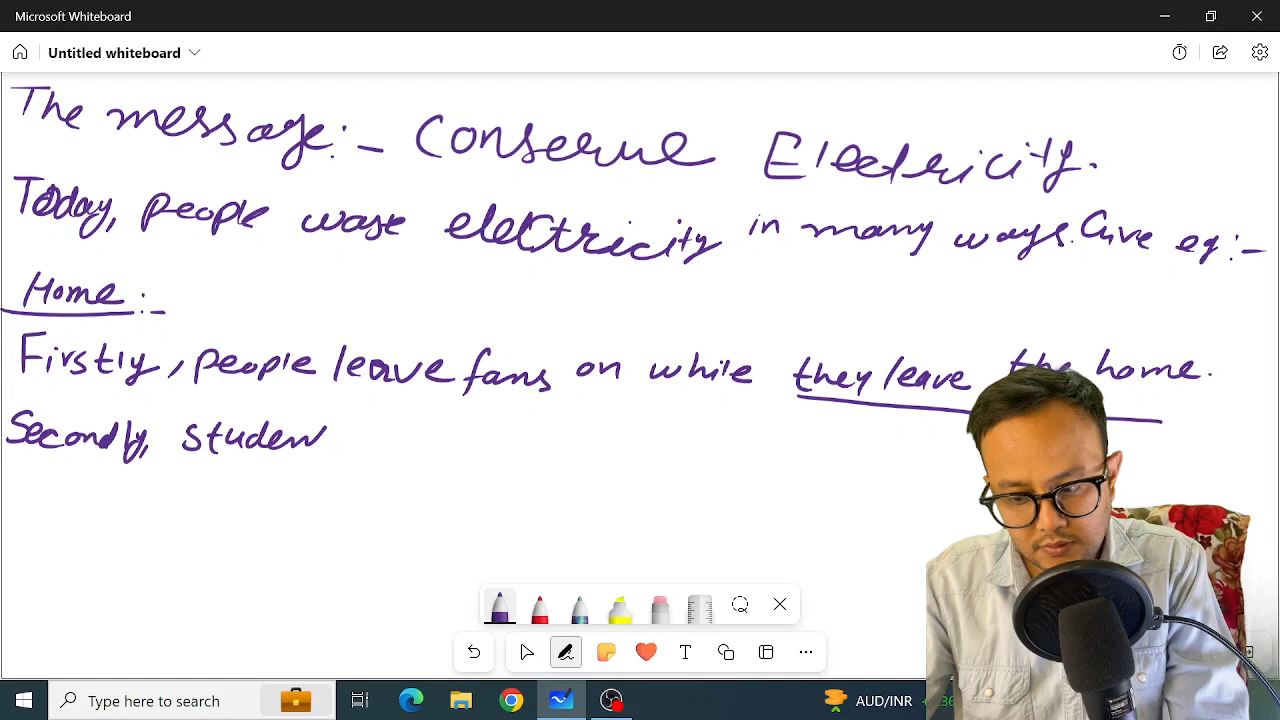 Microsoft Whiteboard
Untitled whiteboard
The message:- Conserve Electricity.
Today, people waste electricity in many ways. Give eg:-
Home:-
Firstly, people leave fans on while they leave the home.
Secondly, studen
Type here to search
AUD/INR